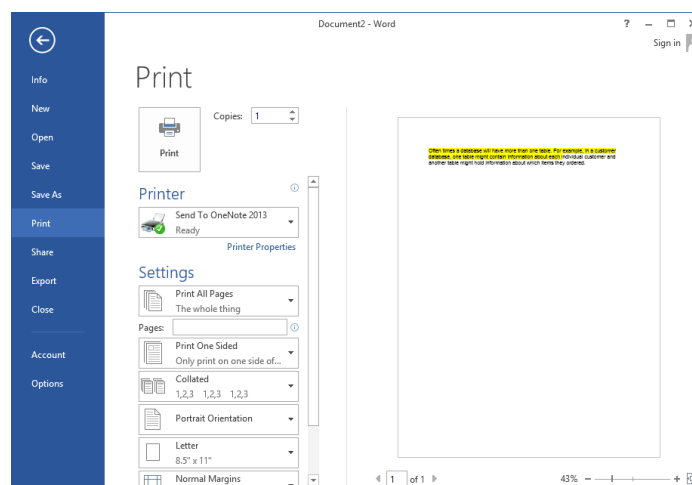 Document2 - Word
?
Sign in
Info
New
Open
Save
Save As
Print
Share
Export
Close
Account
Options
Print
Copies: 1
Print
Printer
Send To OneNote 2013
Ready
Printer Properties
Settings
Print All Pages
The whole thing
Pages:
Print One Sided
Only print on one side of...
Collated
1,2,3 1,2,3 1,2,3
Portrait Orientation
Letter
8.5" x 11"
Normal Margins
Often times a database will have more than one table. For example, in a customer
database, one table might contain information about each individual customer and
another table might hold information about which items they ordered.
1 of 1
43%